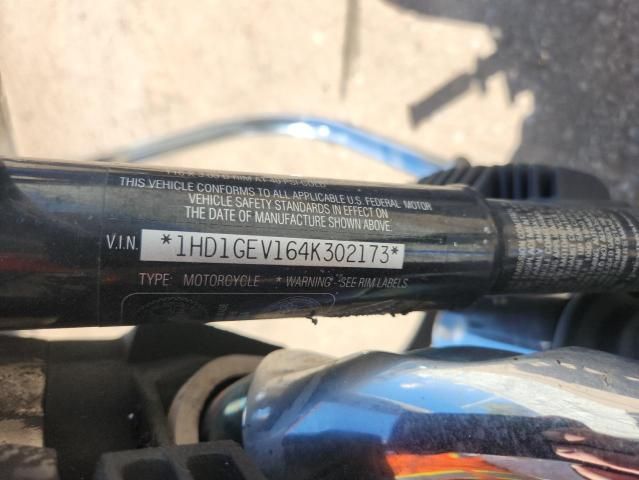 THIS VEHICLE CONFORMS TO ALL APPLICABLE U.S. FEDERAL MOTOR
VEHICLE SAFETY STANDARDS IN EFFECT ON
THE DATE OF MANUFACTURE SHOWN ABOVE.
V.I.N. *1HD1GEV164K302173*
TYPE: MOTORCYCLE * WARNING - SEE RIM LABELS